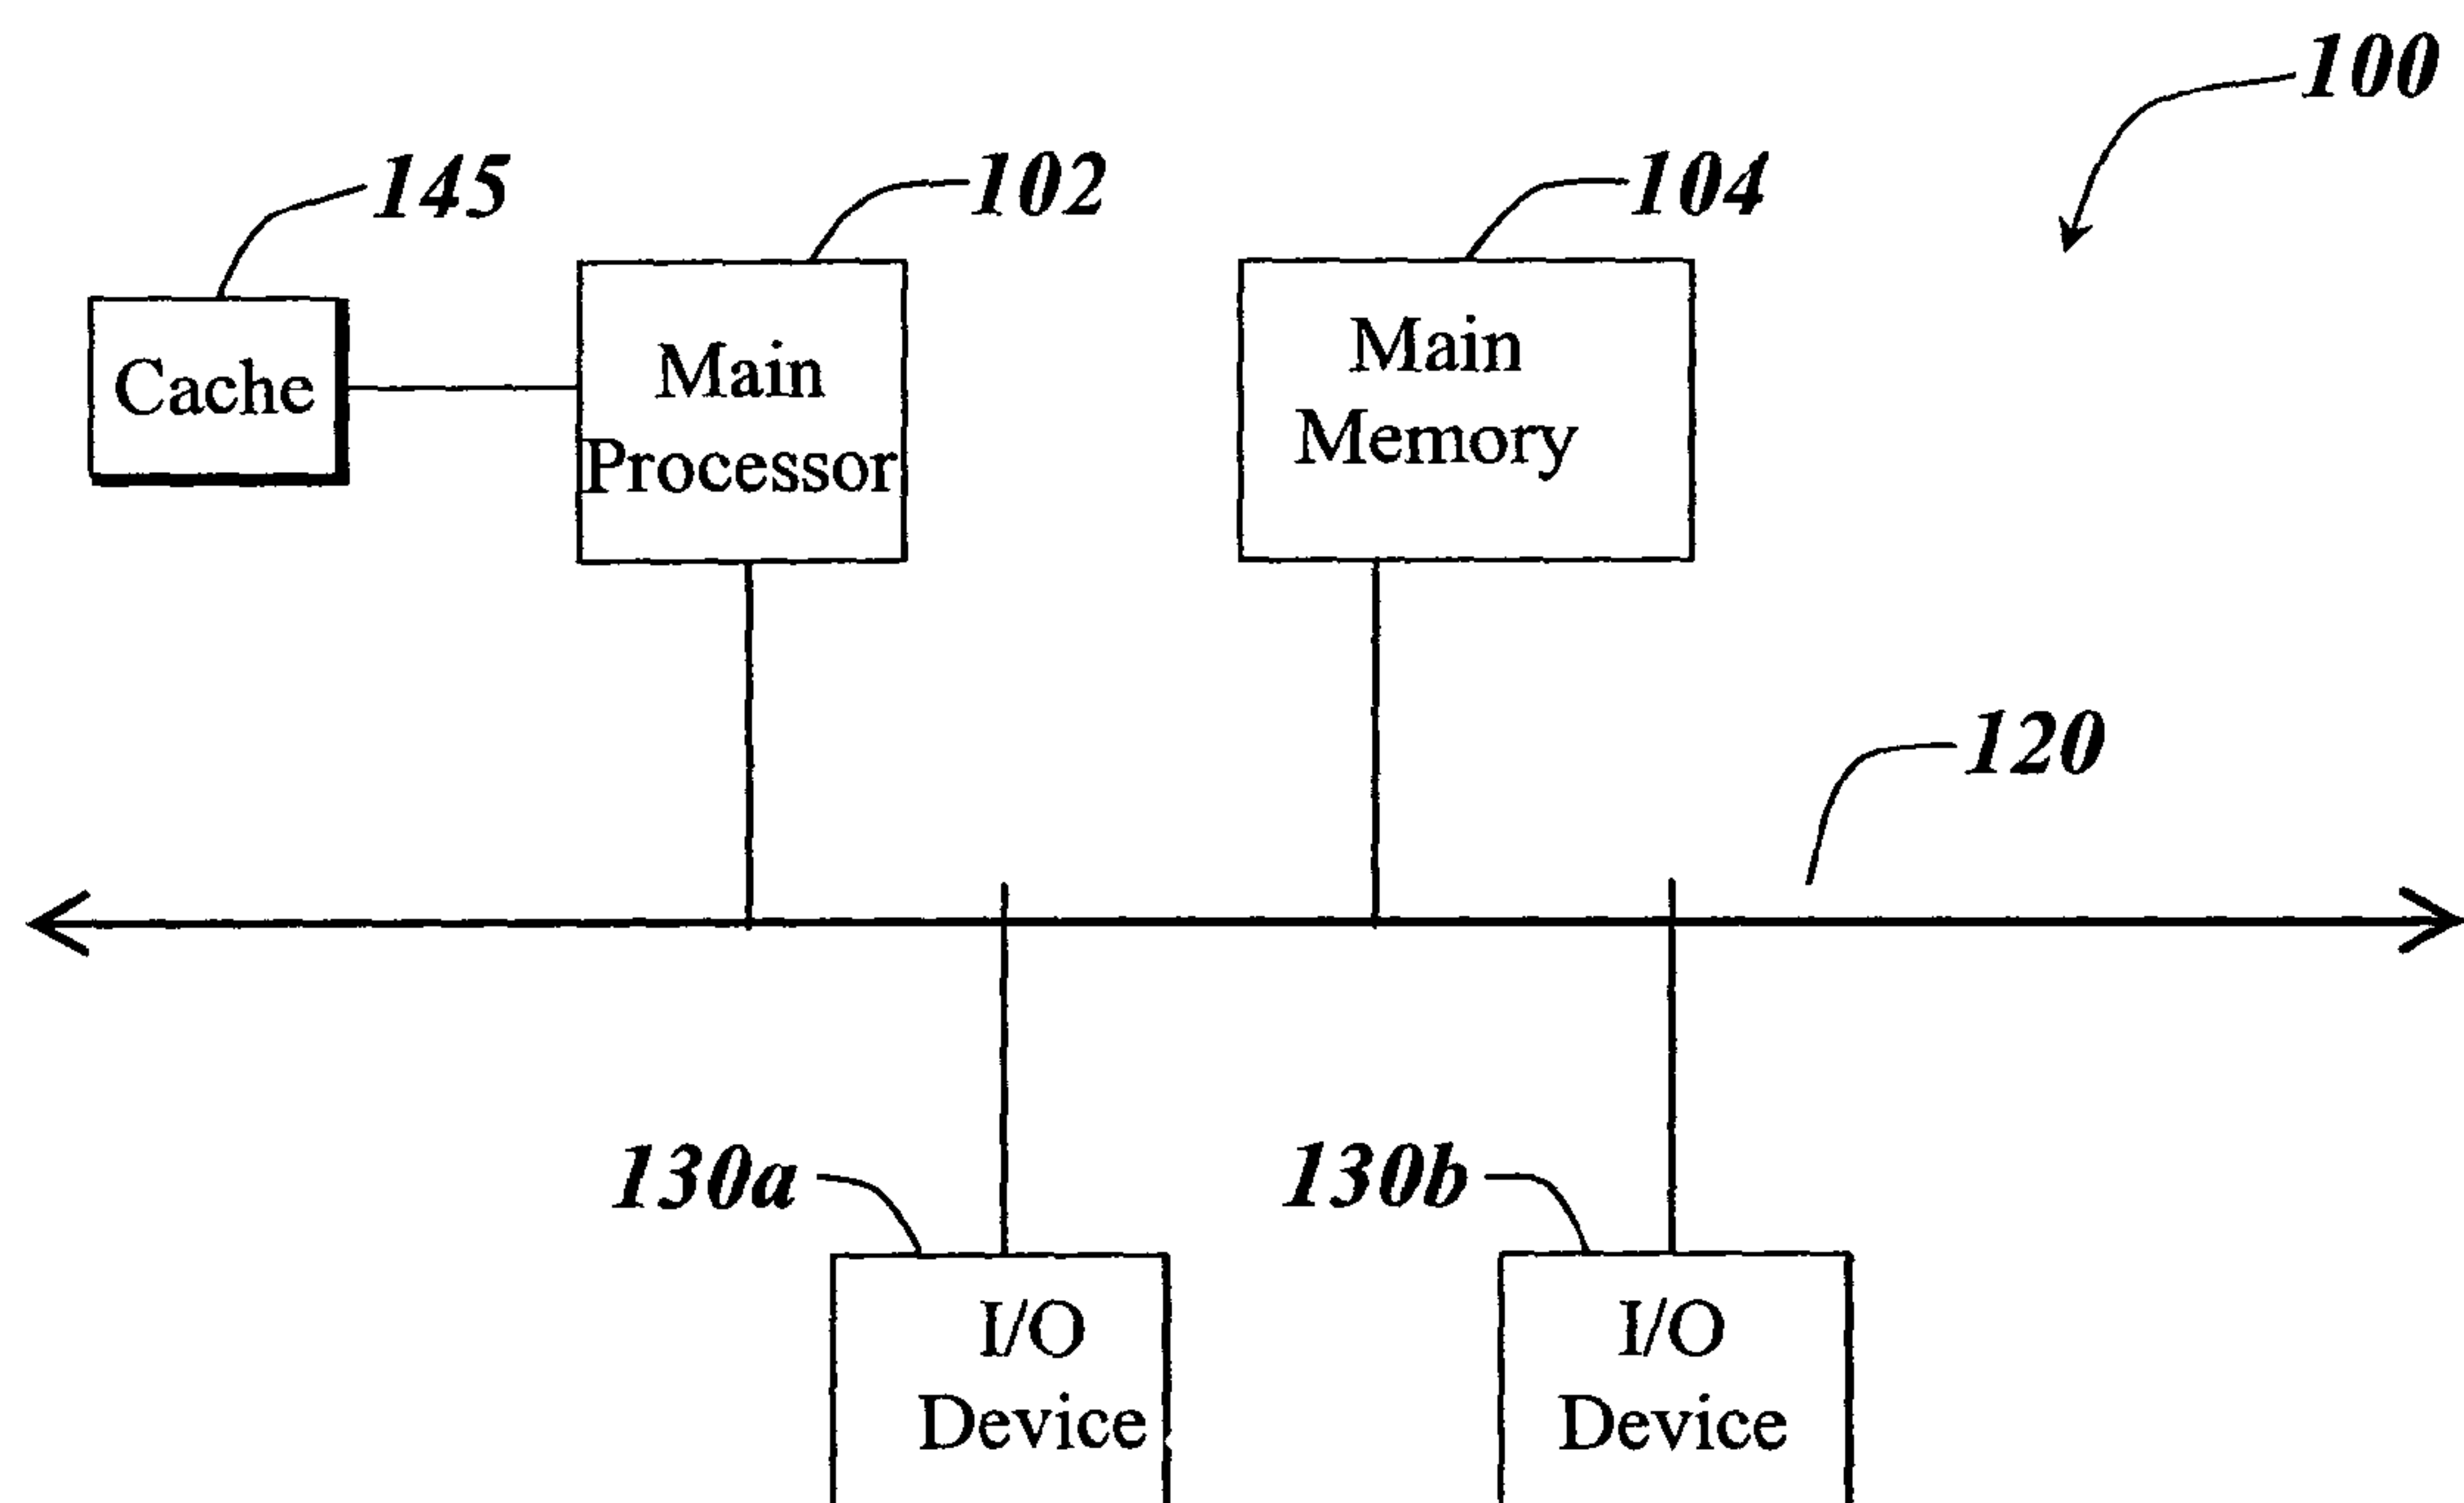 100
145
102
104
Cache
Main
Processor
Main
Memory
120
130a
130b
I/O
Device
I/O
Device